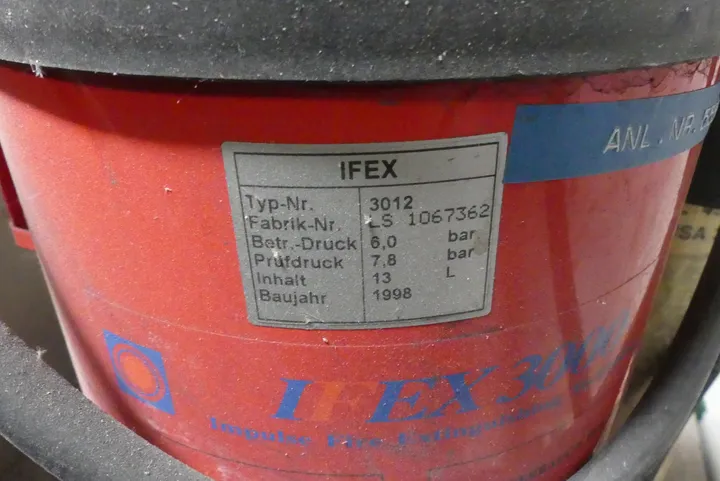 IFEX
Typ-Nr. 3012
Fabrik-Nr. LS 1067362
Betr.-Druck 6,0 bar
Prüfdruck 7,8 bar
Inhalt 13 L
Baujahr 1998
ANL. NR.
IFEX 3000
Impulse Fire Extinguishing